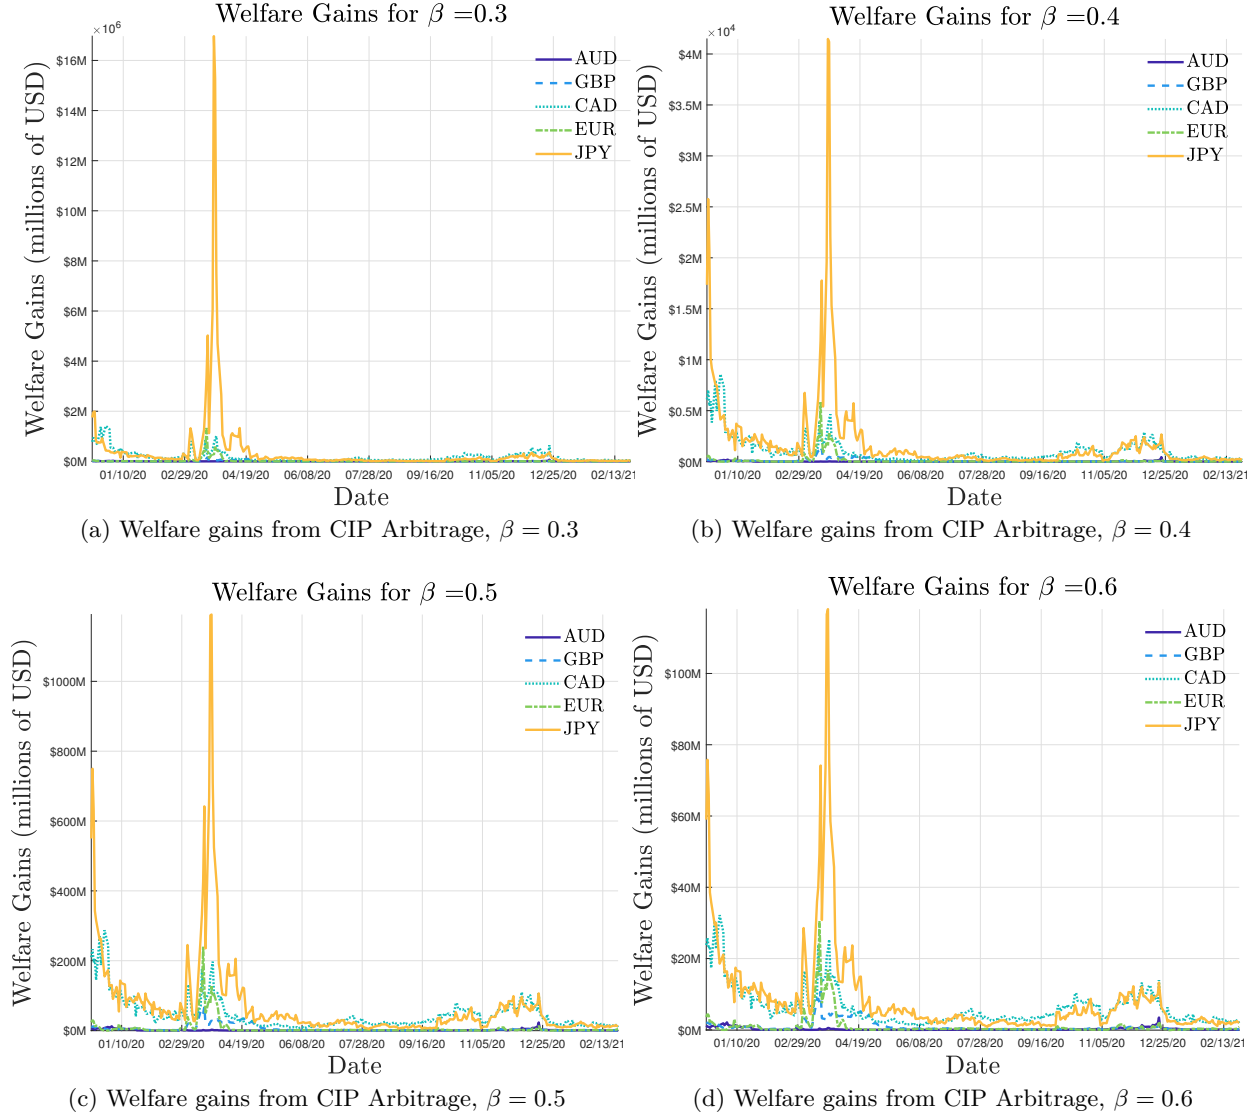 Welfare Gains for β =0.3
×10⁶
Welfare Gains (millions of USD)
$16M
$14M
$12M
$10M
$8M
$6M
$4M
$2M
$0M
AUD
GBP
CAD
EUR
JPY
01/10/20 02/29/20 04/19/20 06/08/20 07/28/20 09/16/20 11/05/20 12/25/20 02/13/21
Date
(a) Welfare gains from CIP Arbitrage, β = 0.3
Welfare Gains for β =0.4
×10⁴
Welfare Gains (millions of USD)
$4M
$3.5M
$3M
$2.5M
$2M
$1.5M
$1M
$0.5M
$0M
AUD
GBP
CAD
EUR
JPY
01/10/20 02/29/20 04/19/20 06/08/20 07/28/20 09/16/20 11/05/20 12/25/20 02/13/21
Date
(b) Welfare gains from CIP Arbitrage, β = 0.4
Welfare Gains for β =0.5
Welfare Gains (millions of USD)
$1000M
$800M
$600M
$400M
$200M
$0M
AUD
GBP
CAD
EUR
JPY
01/10/20 02/29/20 04/19/20 06/08/20 07/28/20 09/16/20 11/05/20 12/25/20 02/13/21
Date
(c) Welfare gains from CIP Arbitrage, β = 0.5
Welfare Gains for β =0.6
Welfare Gains (millions of USD)
$100M
$80M
$60M
$40M
$20M
$0M
AUD
GBP
CAD
EUR
JPY
01/10/20 02/29/20 04/19/20 06/08/20 07/28/20 09/16/20 11/05/20 12/25/20 02/13/21
Date
(d) Welfare gains from CIP Arbitrage, β = 0.6